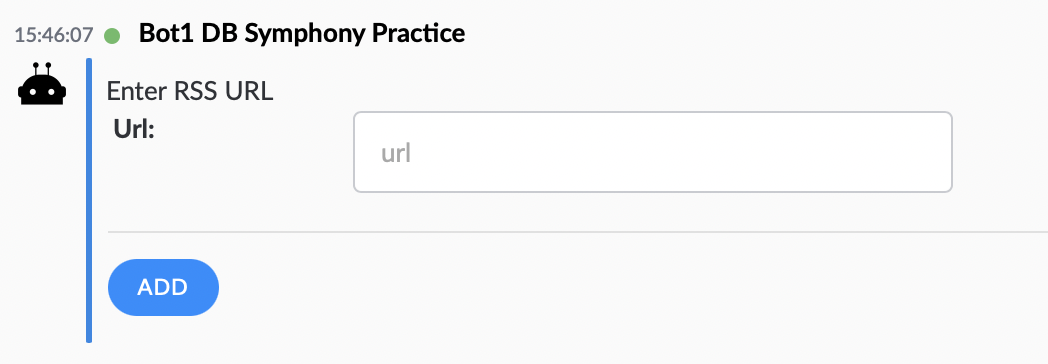 15:46:07 Bot1 DB Symphony Practice
Enter RSS URL
Url:
url
ADD